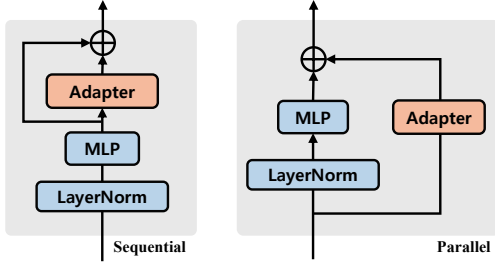 Adapter
MLP
LayerNorm
Sequential
MLP
Adapter
LayerNorm
Parallel